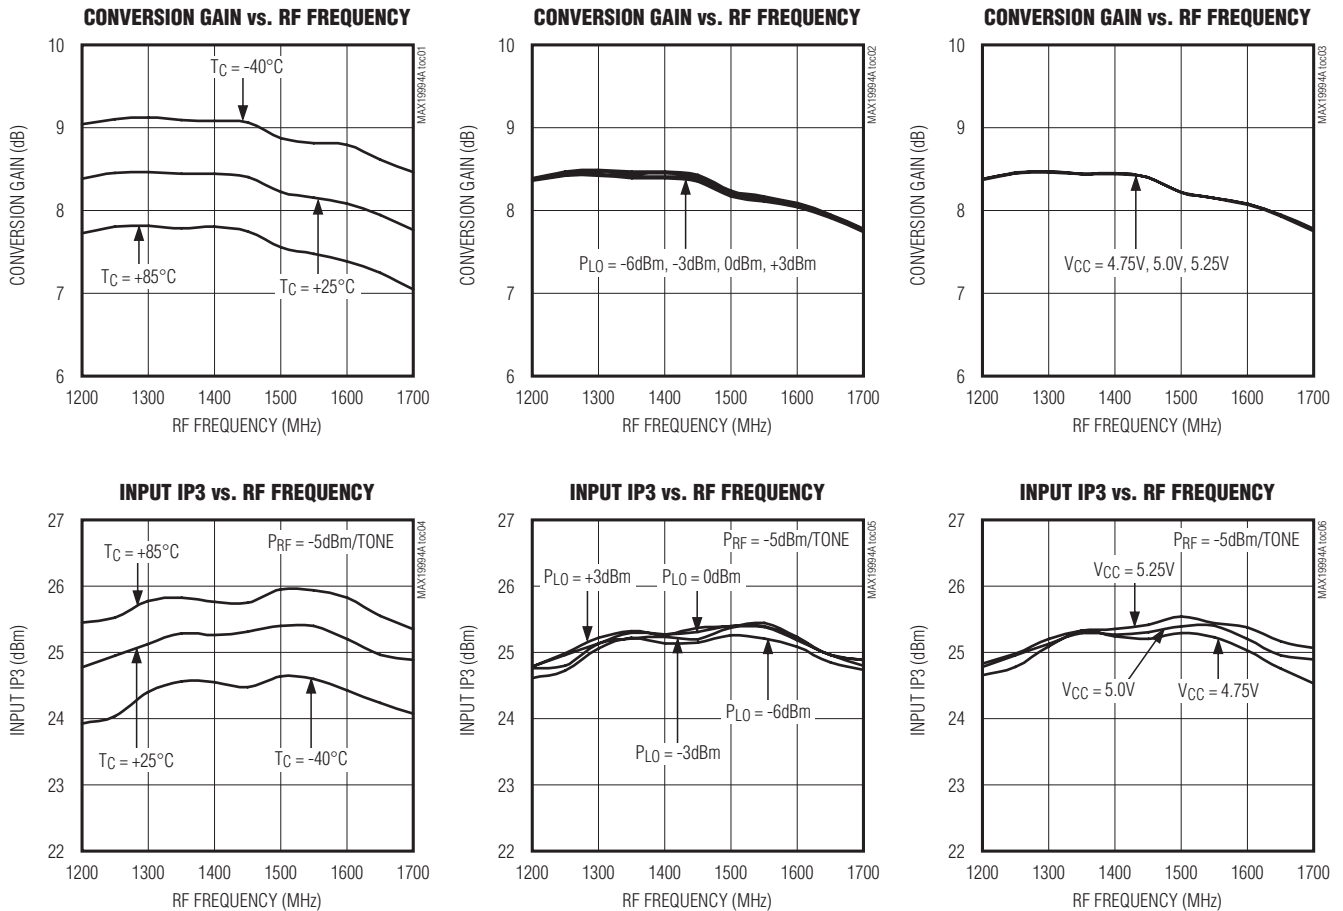 CONVERSION GAIN vs. RF FREQUENCY
10
9
8
7
6
CONVERSION GAIN (dB)
TC = -40°C
TC = +85°C
TC = +25°C
1200 1300 1400 1500 1600 1700
RF FREQUENCY (MHz)
MAX19994A toc01
CONVERSION GAIN vs. RF FREQUENCY
10
9
8
7
6
CONVERSION GAIN (dB)
PLO = -6dBm, -3dBm, 0dBm, +3dBm
1200 1300 1400 1500 1600 1700
RF FREQUENCY (MHz)
MAX19994A toc02
CONVERSION GAIN vs. RF FREQUENCY
10
9
8
7
6
CONVERSION GAIN (dB)
VCC = 4.75V, 5.0V, 5.25V
1200 1300 1400 1500 1600 1700
RF FREQUENCY (MHz)
MAX19994A toc03
INPUT IP3 vs. RF FREQUENCY
27
26
25
24
23
22
INPUT IP3 (dBm)
PRF = -5dBm/TONE
TC = +85°C
TC = +25°C
TC = -40°C
1200 1300 1400 1500 1600 1700
RF FREQUENCY (MHz)
MAX19994A toc04
INPUT IP3 vs. RF FREQUENCY
27
26
25
24
23
22
INPUT IP3 (dBm)
PRF = -5dBm/TONE
PLO = +3dBm
PLO = 0dBm
PLO = -6dBm
PLO = -3dBm
1200 1300 1400 1500 1600 1700
RF FREQUENCY (MHz)
MAX19994A toc05
INPUT IP3 vs. RF FREQUENCY
27
26
25
24
23
22
INPUT IP3 (dBm)
PRF = -5dBm/TONE
VCC = 5.25V
VCC = 5.0V
VCC = 4.75V
1200 1300 1400 1500 1600 1700
RF FREQUENCY (MHz)
MAX19994A toc06